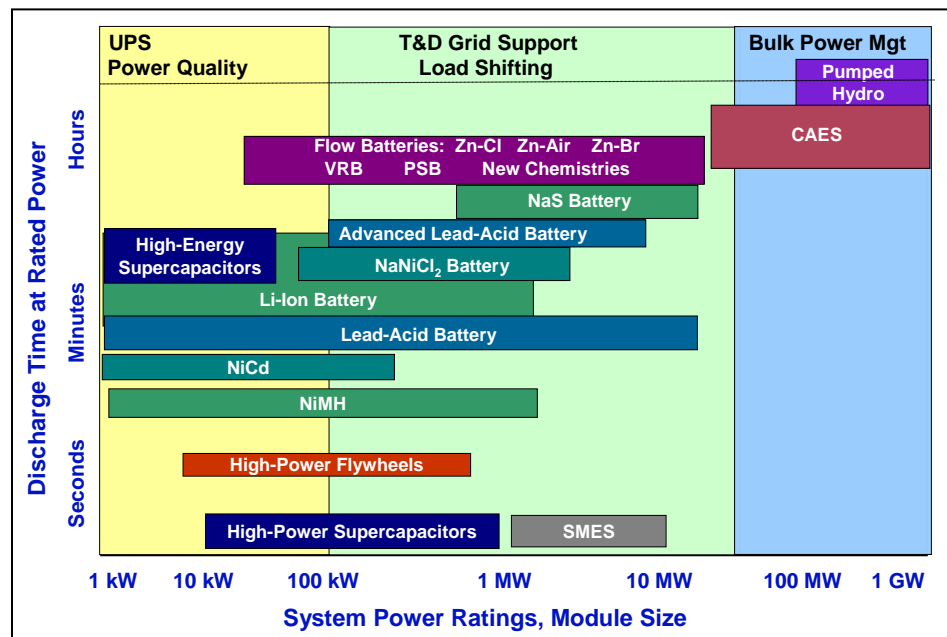 UPS
Power Quality
T&D Grid Support
Load Shifting
Bulk Power Mgt
Pumped
Hydro
CAES
Flow Batteries: Zn-Cl Zn-Air Zn-Br
VRB PSB New Chemistries
NaS Battery
Advanced Lead-Acid Battery
High-Energy
Supercapacitors
NaNiCl₂ Battery
Li-Ion Battery
Lead-Acid Battery
NiCd
NiMH
High-Power Flywheels
High-Power Supercapacitors
SMES
Discharge Time at Rated Power
Hours
Minutes
Seconds
1 kW 10 kW 100 kW 1 MW 10 MW 100 MW 1 GW
System Power Ratings, Module Size